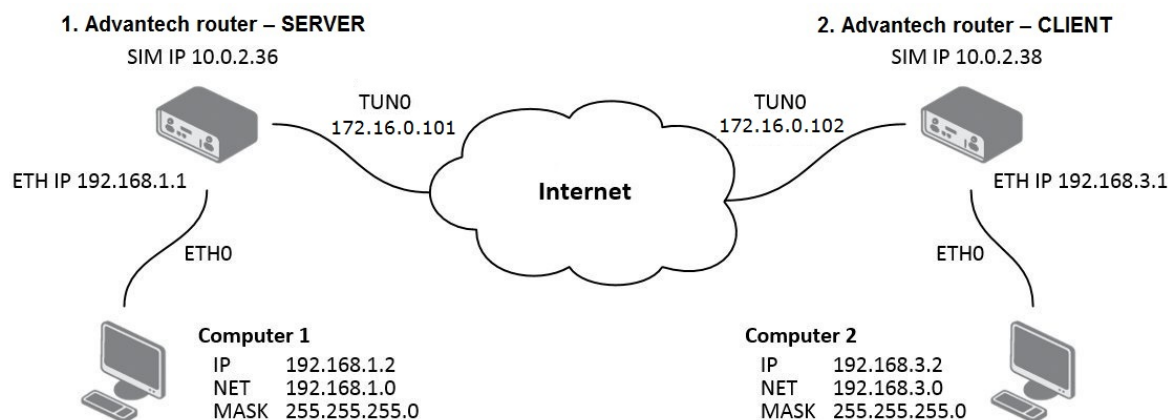 1. Advantech router – SERVER
SIM IP 10.0.2.36
TUN0
172.16.0.101
ETH IP 192.168.1.1
ETH0
Computer 1
IP 192.168.1.2
NET 192.168.1.0
MASK 255.255.255.0
Internet
2. Advantech router – CLIENT
SIM IP 10.0.2.38
TUN0
172.16.0.102
ETH IP 192.168.3.1
ETH0
Computer 2
IP 192.168.3.2
NET 192.168.3.0
MASK 255.255.255.0